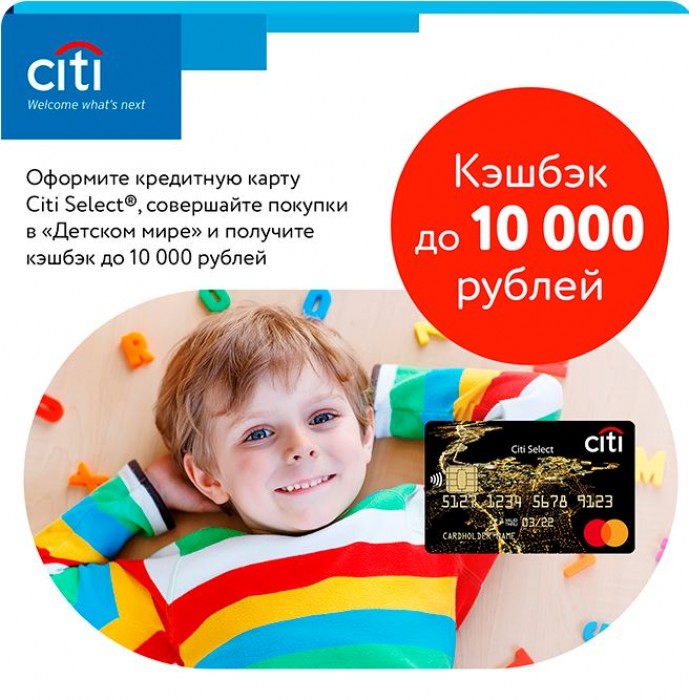 citi
Welcome what's next
Оформите кредитную карту
Citi Select®, совершайте покупки
в «Детском мире» и получите
кэшбэк до 10 000 рублей
Кэшбэк
до 10 000
рублей
citi
Citi Select
5127 1234 5678 9123
03/22
CARDHOLDER NAME
R
U
O
M
S